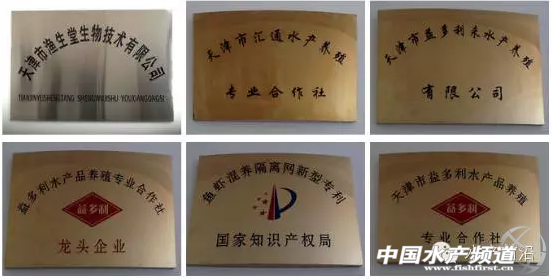 天津市渔生堂生物技术有限公司
TIANJINYUSHENGTANG SHENGWUJISHU YOUXIANGONGSI
天津市汇通水产养殖
专业合作社
天津市益多利来水产养殖
有限公司
益多利水产品养殖专业合作社
益多利
龙头企业
鱼虾混养隔离网新型专利
国家知识产权局
天津市益多利水产品养殖
益多利
专业合作社
中国水产频道
www.fishfirst.cn